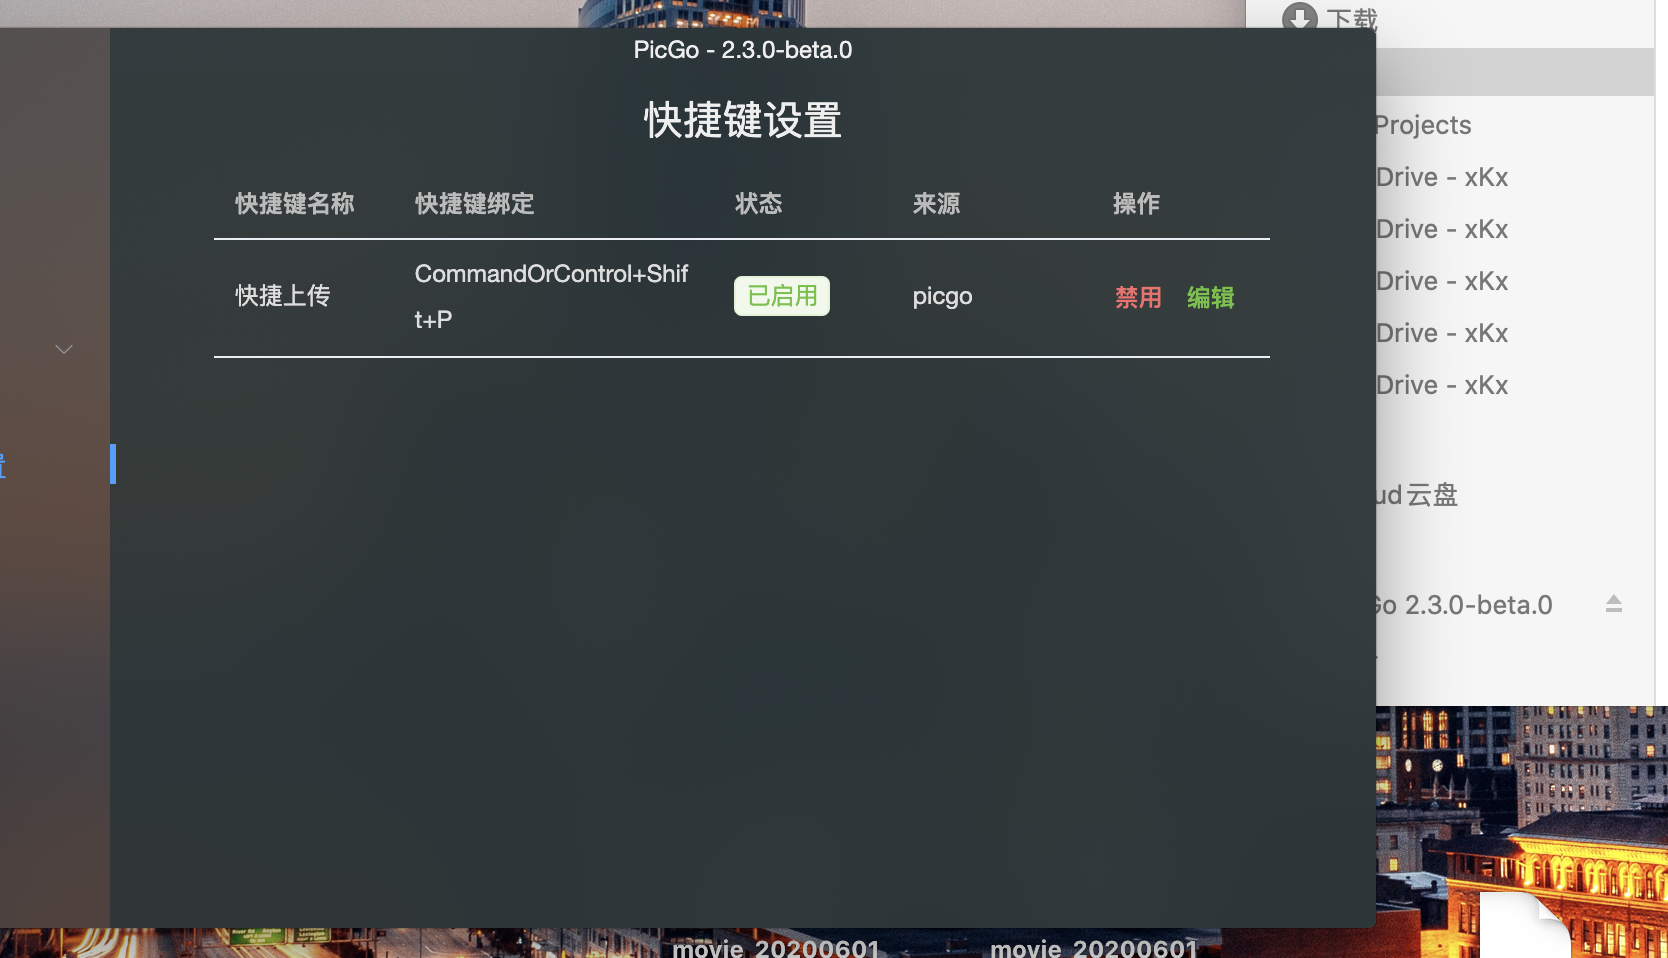 下载
PicGo - 2.3.0-beta.0
快捷键设置
快捷键名称 快捷键绑定 状态 来源 操作
快捷上传 CommandOrControl+Shif
t+P 已启用 picgo 禁用 编辑
Projects
Drive - xKx
Drive - xKx
Drive - xKx
Drive - xKx
Drive - xKx
置
ud云盘
Go 2.3.0-beta.0
movie_20200601 movie_20200601